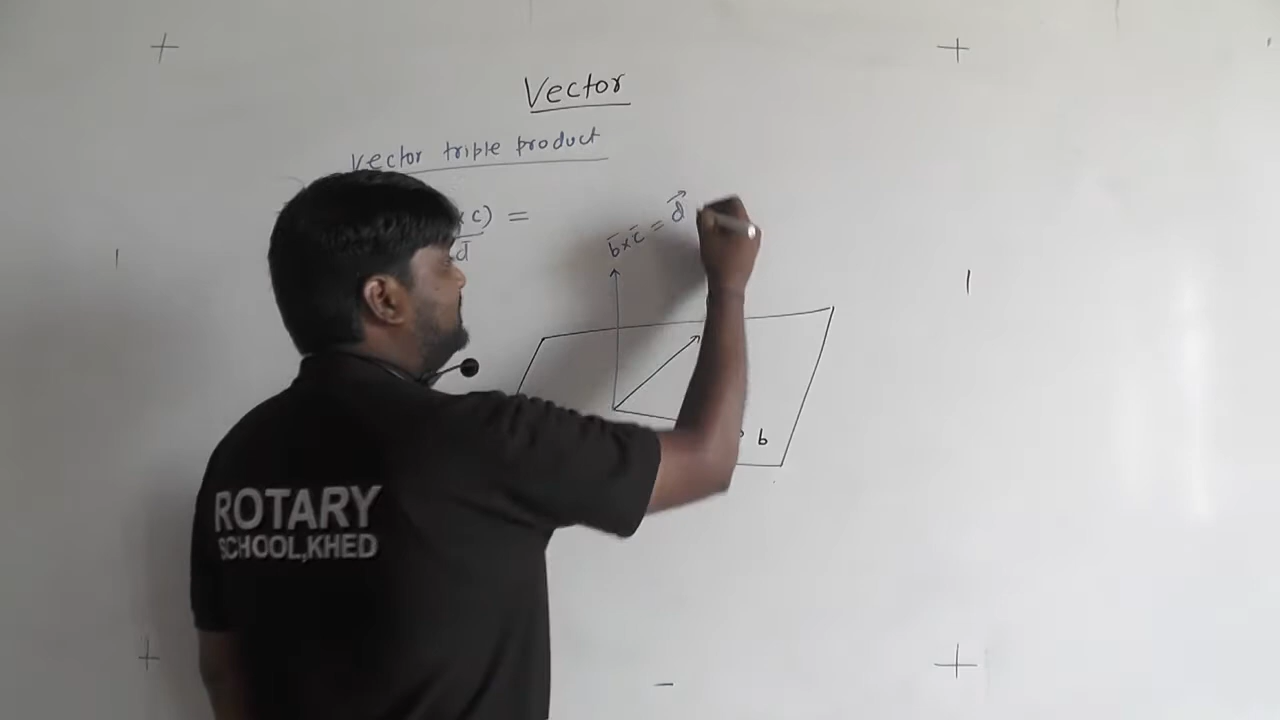 Vector
Vector triple product
× c) =
d̄
b̄×c̄ = d⃗
b
ROTARY
SCHOOL,KHED